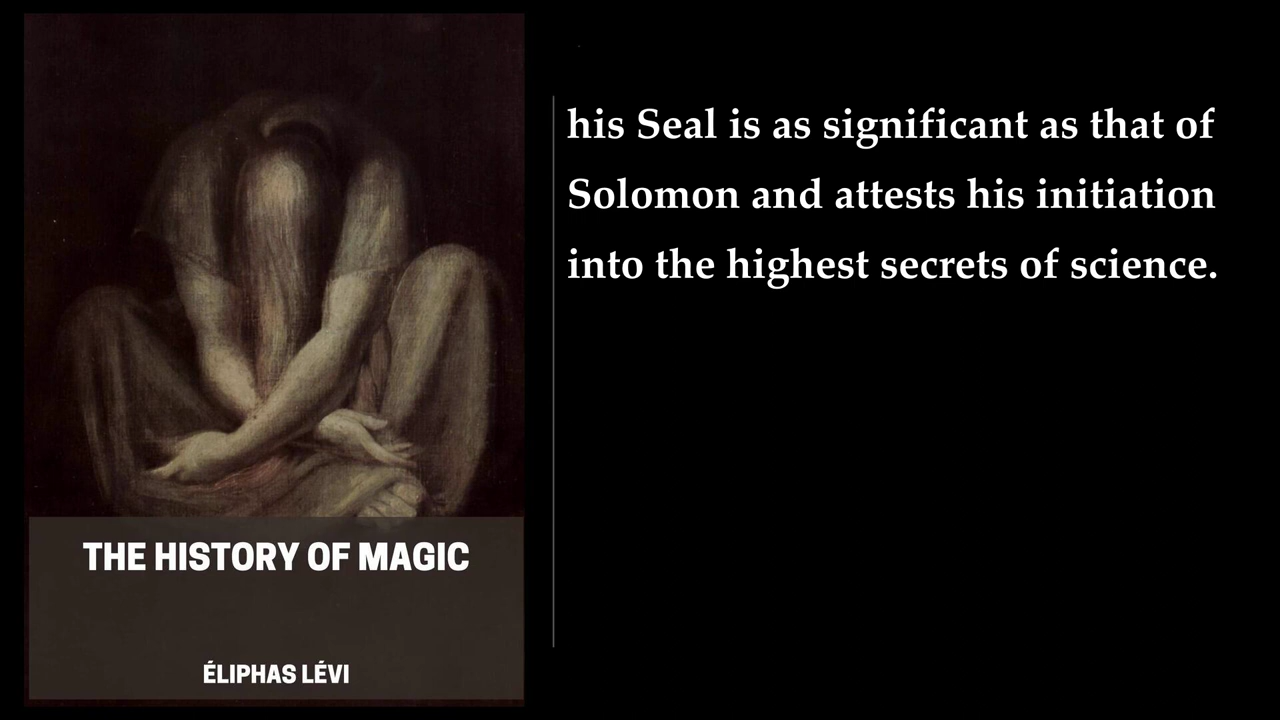 his Seal is as significant as that of
Solomon and attests his initiation
into the highest secrets of science.
THE HISTORY OF MAGIC
ÉLIPHAS LÉVI